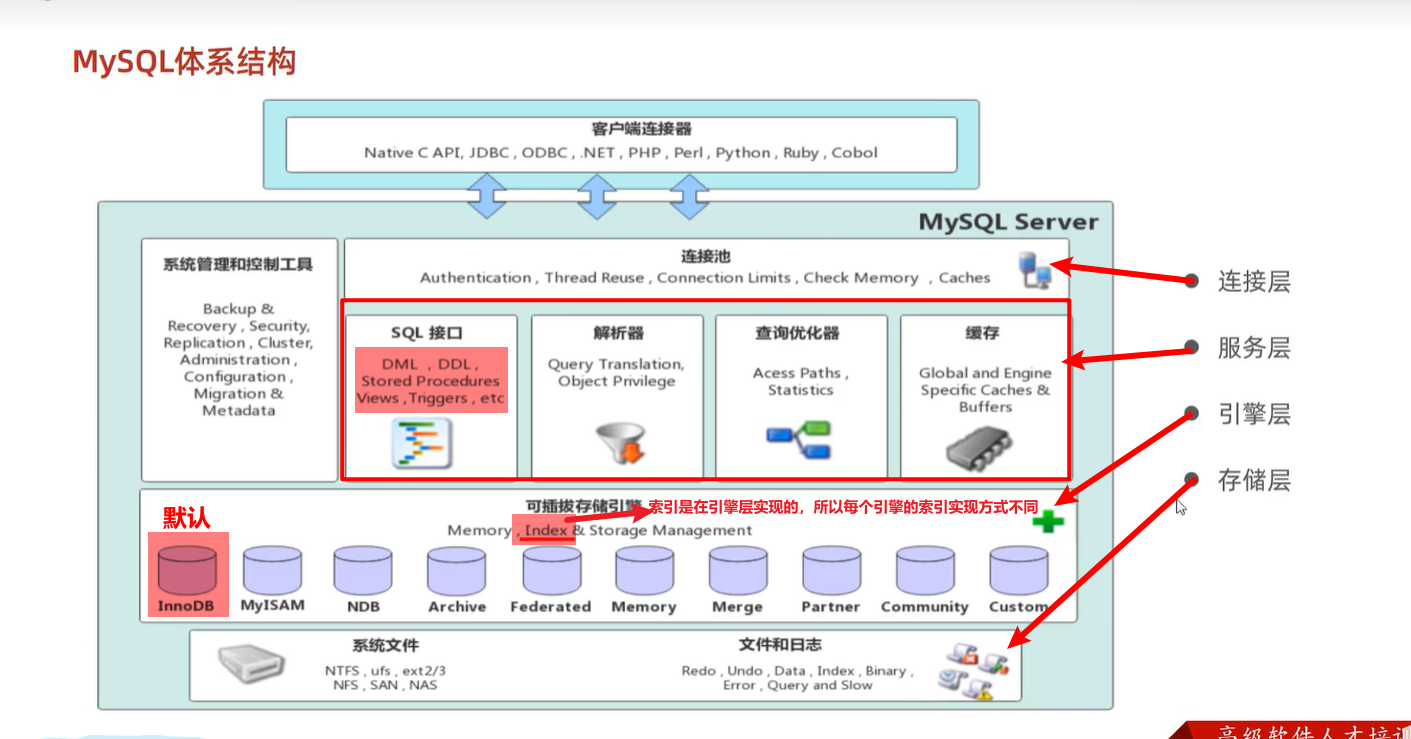 MySQL体系结构
客户端连接器
Native C API, JDBC , ODBC , .NET , PHP , Perl , Python , Ruby , Cobol
MySQL Server
系统管理和控制工具
Backup &
Recovery , Security,
Replication , Cluster,
Administration ,
Configuration ,
Migration &
Metadata
连接池
Authentication , Thread Reuse , Connection Limits , Check Memory , Caches
SQL 接口
DML , DDL ,
Stored Procedures
Views ,Triggers , etc
解析器
Query Translation,
Object Privilege
查询优化器
Acess Paths ,
Statistics
缓存
Global and Engine
Specific Caches &
Buffers
连接层
服务层
引擎层
存储层
可插拔存储引擎
索引是在引擎层实现的，所以每个引擎的索引实现方式不同
Memory , Index & Storage Management
默认
InnoDB
MyISAM
NDB
Archive
Federated
Memory
Merge
Partner
Community
Custom
系统文件
NTFS , ufs , ext2/3
NFS , SAN , NAS
文件和日志
Redo , Undo , Data , Index , Binary ,
Error , Query and Slow
高级软件人才培训